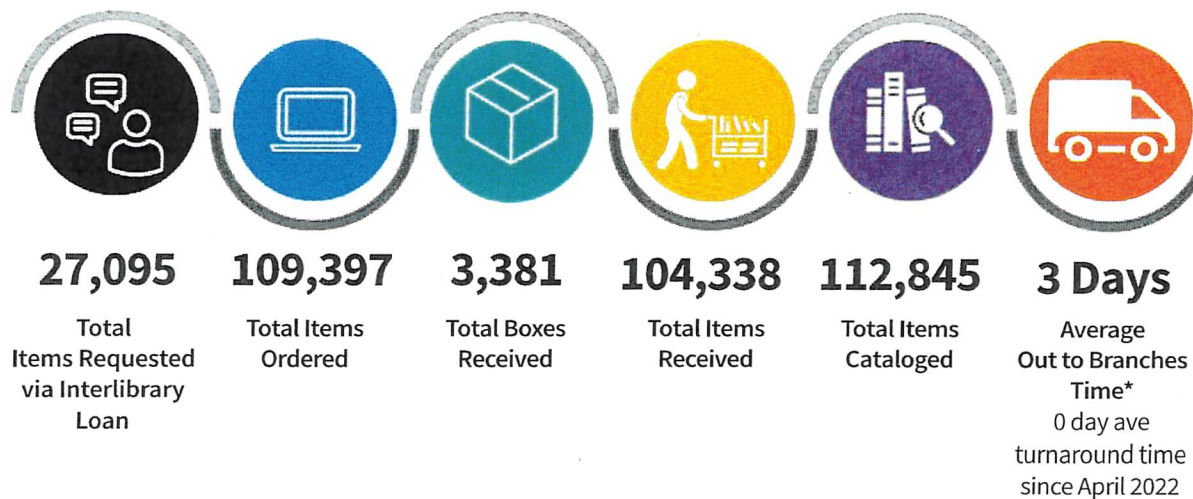 27,095
Total
Items Requested
via Interlibrary
Loan
109,397
Total Items
Ordered
3,381
Total Boxes
Received
104,338
Total Items
Received
112,845
Total Items
Cataloged
3 Days
Average
Out to Branches
Time*
0 day ave
turnaround time
since April 2022